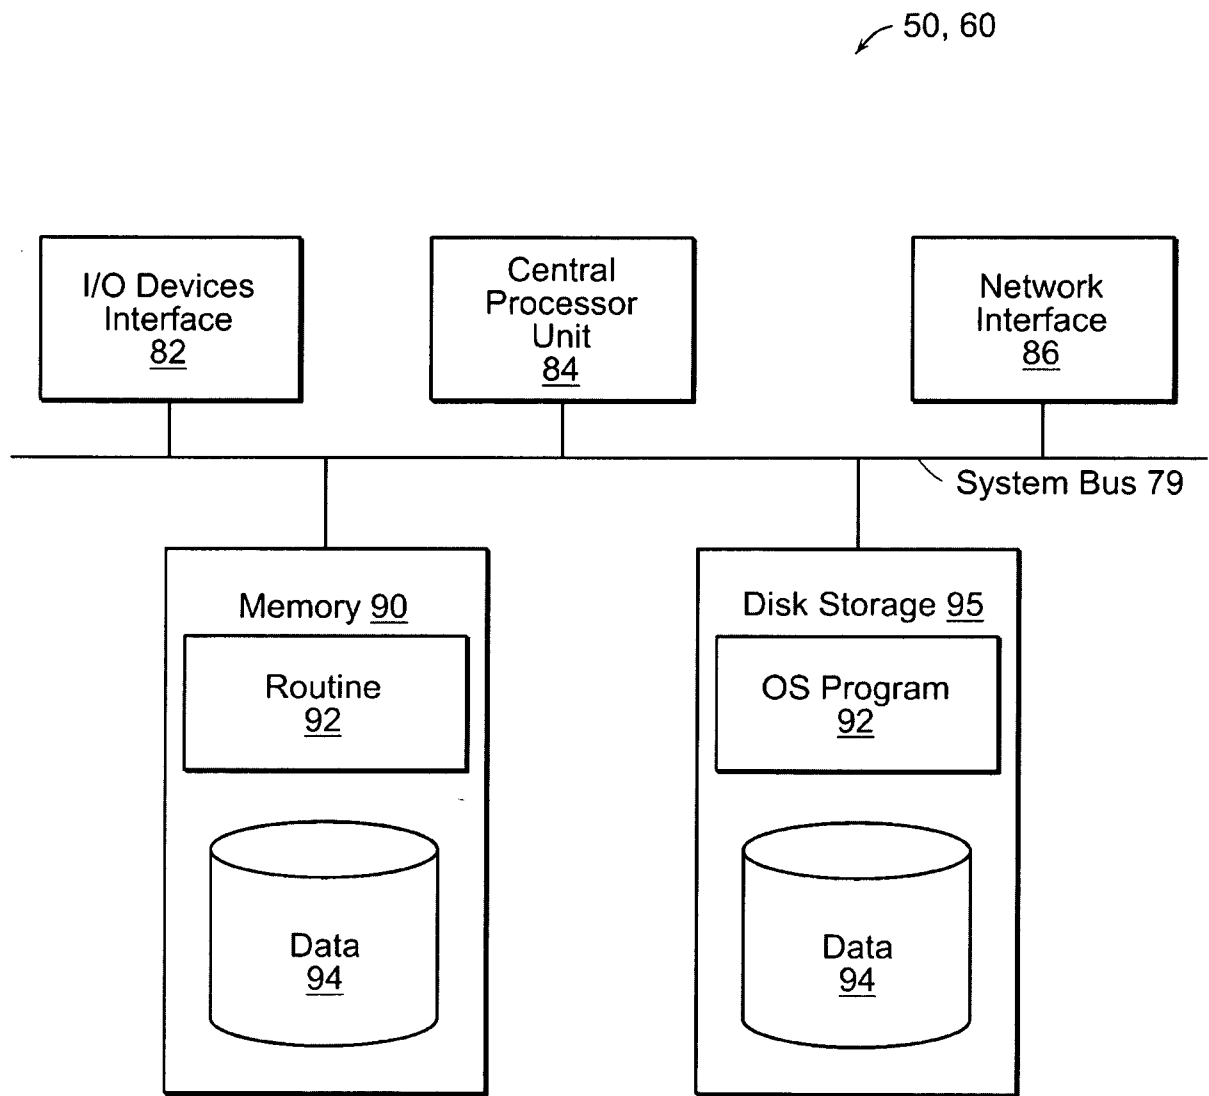 50, 60
I/O Devices
Interface
82
Central
Processor
Unit
84
Network
Interface
86
System Bus 79
Memory 90
Routine
92
Data
94
Disk Storage 95
OS Program
92
Data
94